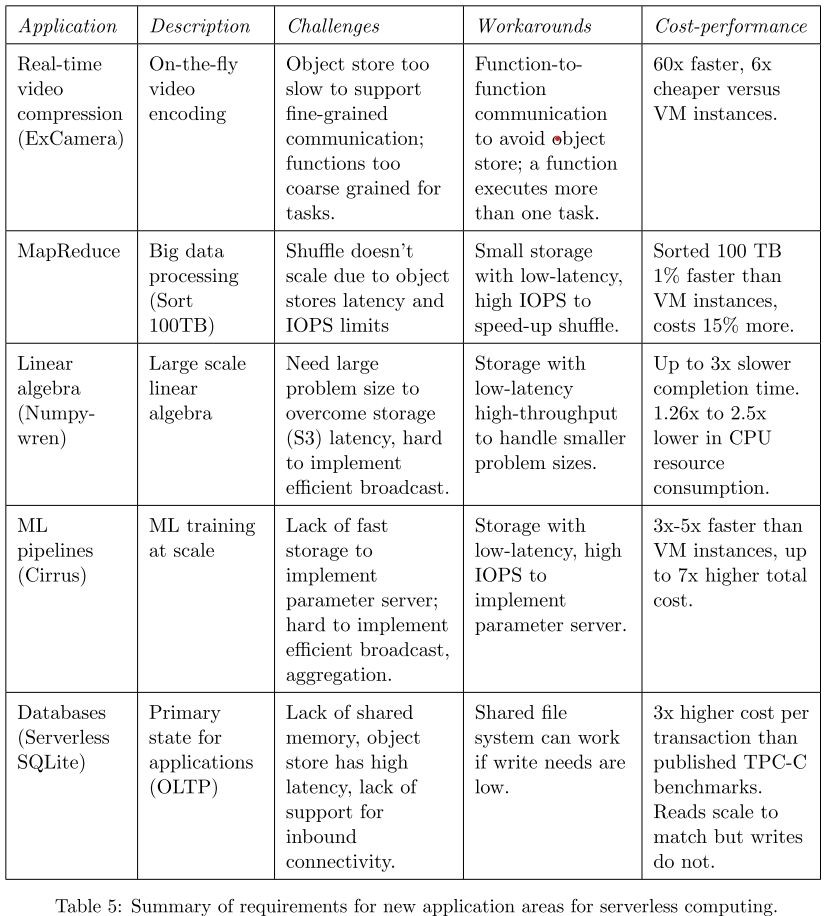 Application Description Challenges Workarounds Cost-performance
Real-time
video
compression
(ExCamera)
On-the-fly
video
encoding
Object store too
slow to support
fine-grained
communication;
functions too
coarse grained for
tasks.
Function-to-
function
communication
to avoid object
store; a function
executes more
than one task.
60x faster, 6x
cheaper versus
VM instances.
MapReduce
Big data
processing
(Sort
100TB)
Shuffle doesn't
scale due to object
stores latency and
IOPS limits
Small storage
with low-latency,
high IOPS to
speed-up shuffle.
Sorted 100 TB
1% faster than
VM instances,
costs 15% more.
Linear
algebra
(Numpy-
wren)
Large scale
linear
algebra
Need large
problem size to
overcome storage
(S3) latency, hard
to implement
efficient broadcast.
Storage with
low-latency
high-throughput
to handle smaller
problem sizes.
Up to 3x slower
completion time.
1.26x to 2.5x
lower in CPU
resource
consumption.
ML
pipelines
(Cirrus)
ML training
at scale
Lack of fast
storage to
implement
parameter server;
hard to implement
efficient broadcast,
aggregation.
Storage with
low-latency, high
IOPS to
implement
parameter server.
3x-5x faster than
VM instances, up
to 7x higher total
cost.
Databases
(Serverless
SQLite)
Primary
state for
applications
(OLTP)
Lack of shared
memory, object
store has high
latency, lack of
support for
inbound
connectivity.
Shared file
system can work
if write needs are
low.
3x higher cost per
transaction than
published TPC-C
benchmarks.
Reads scale to
match but writes
do not.
Table 5: Summary of requirements for new application areas for serverless computing.